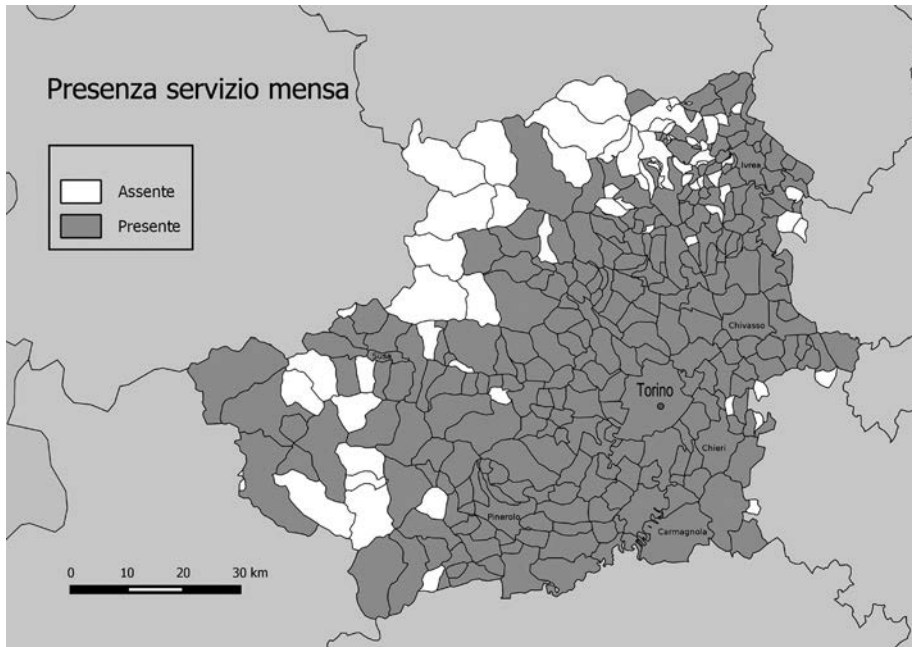 Presenza servizio mensa
Assente
Presente
Ivrea
Chivasso
Susa
Torino
Chieri
Pinerolo
Carmagnola
0 10 20 30 km